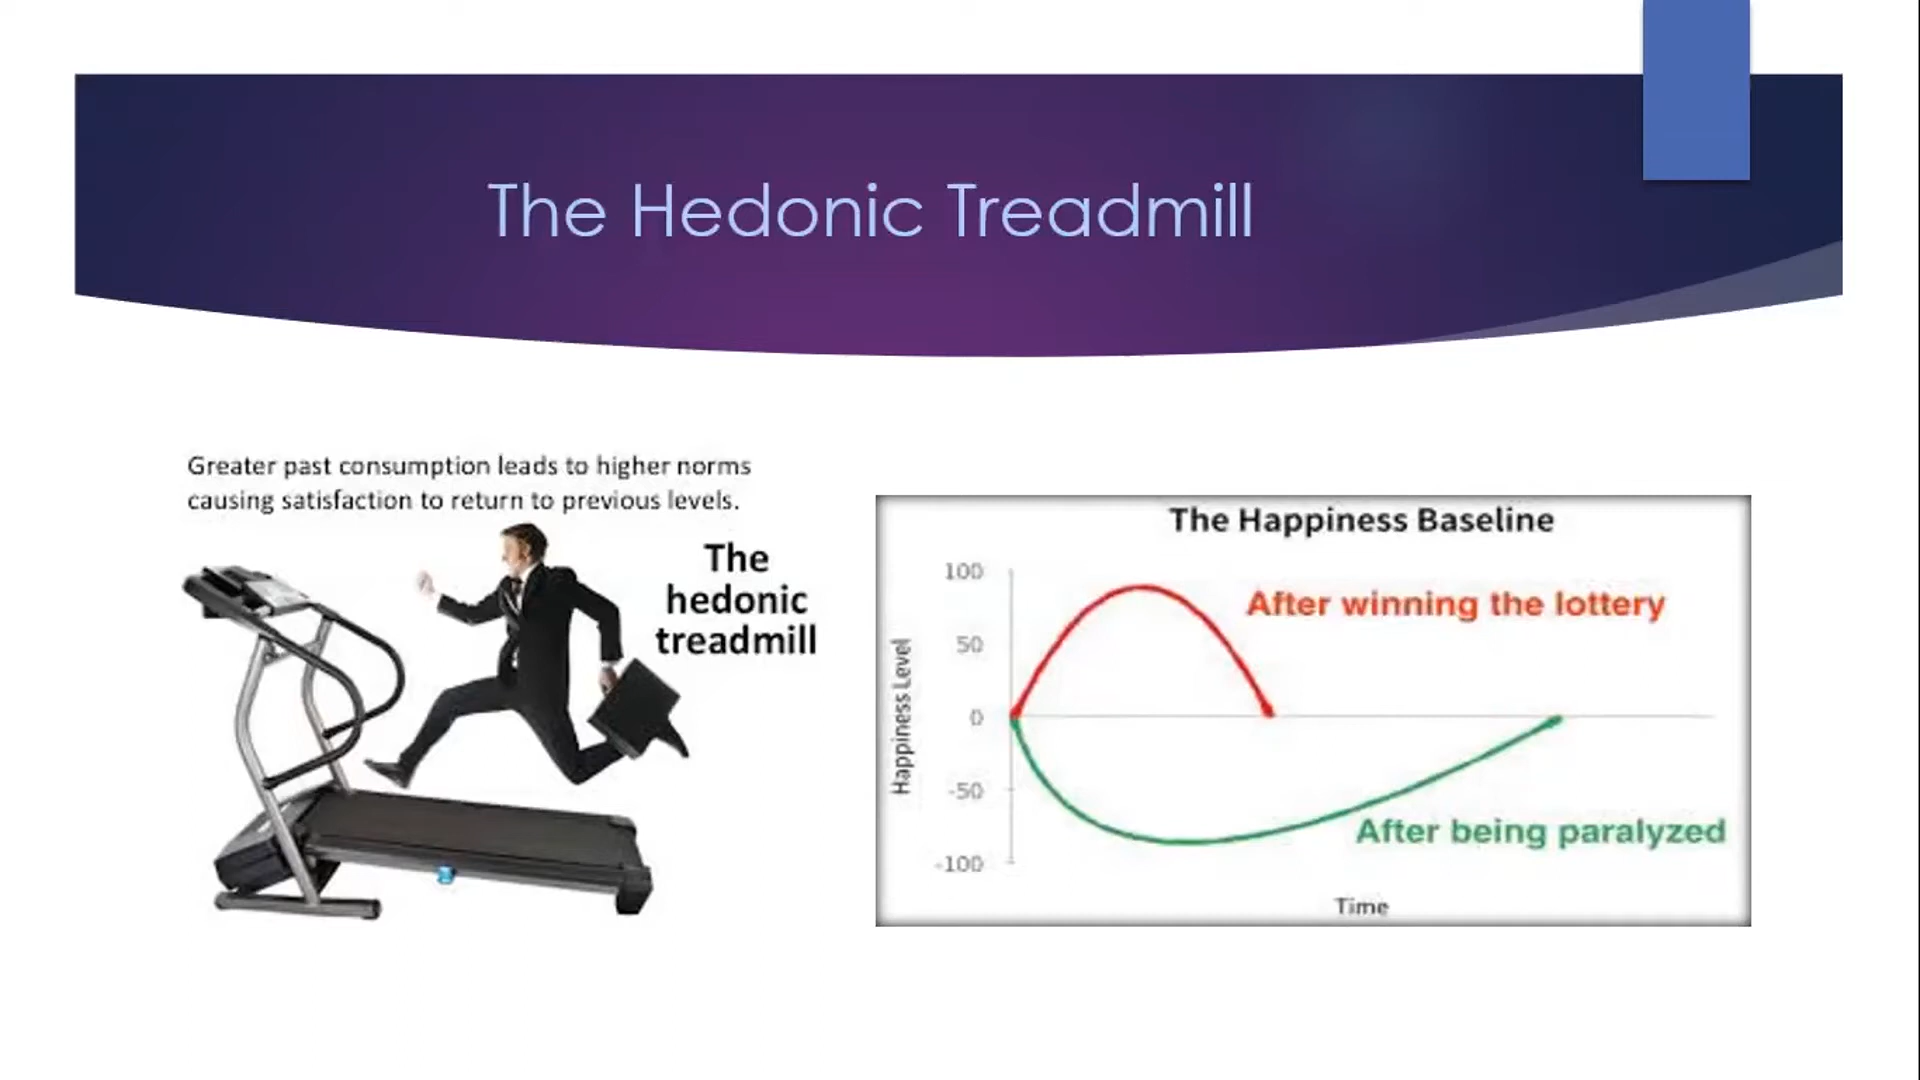 The Hedonic Treadmill
Greater past consumption leads to higher norms
causing satisfaction to return to previous levels.
The
hedonic
treadmill
The Happiness Baseline
100
50
0
-50
-100
Happiness Level
After winning the lottery
After being paralyzed
Time